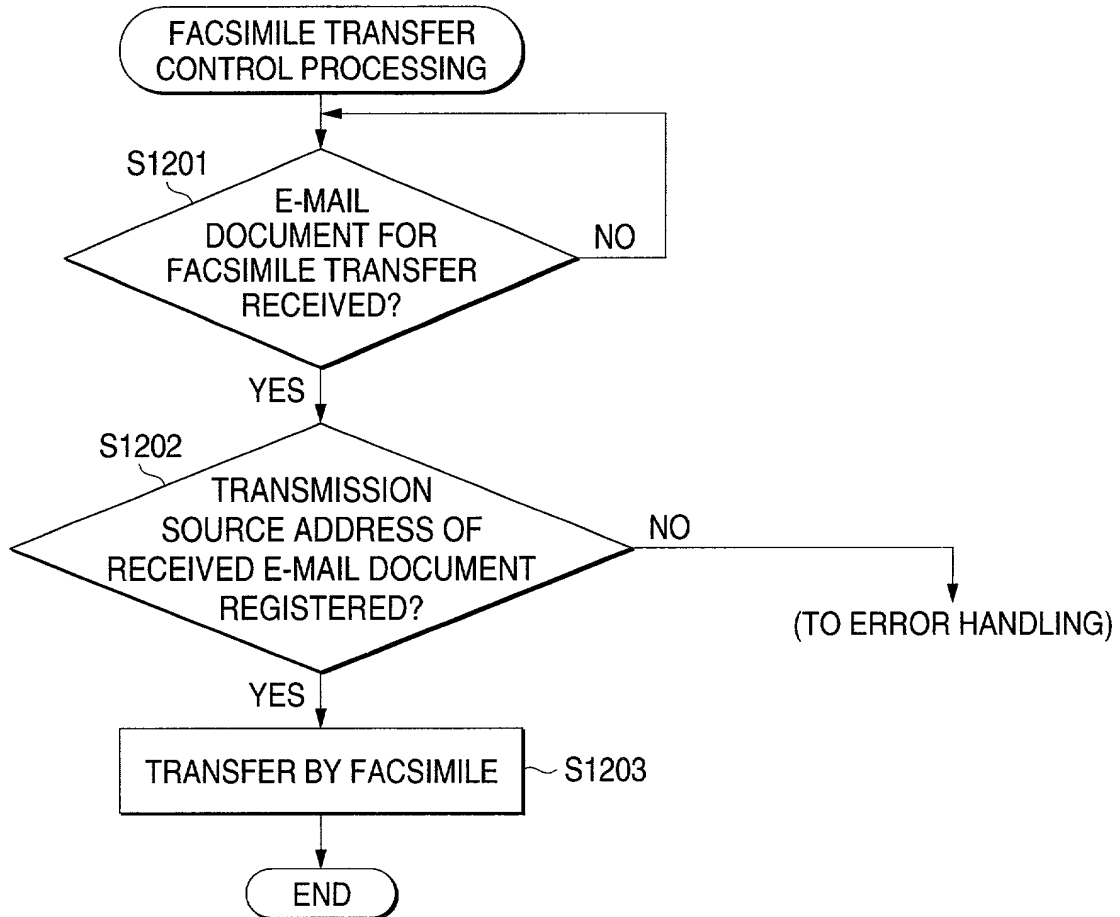 FACSIMILE TRANSFER
CONTROL PROCESSING
S1201
E-MAIL
DOCUMENT FOR
FACSIMILE TRANSFER
RECEIVED?
NO
YES
S1202
TRANSMISSION
SOURCE ADDRESS OF
RECEIVED E-MAIL DOCUMENT
REGISTERED?
NO
(TO ERROR HANDLING)
YES
TRANSFER BY FACSIMILE
S1203
END